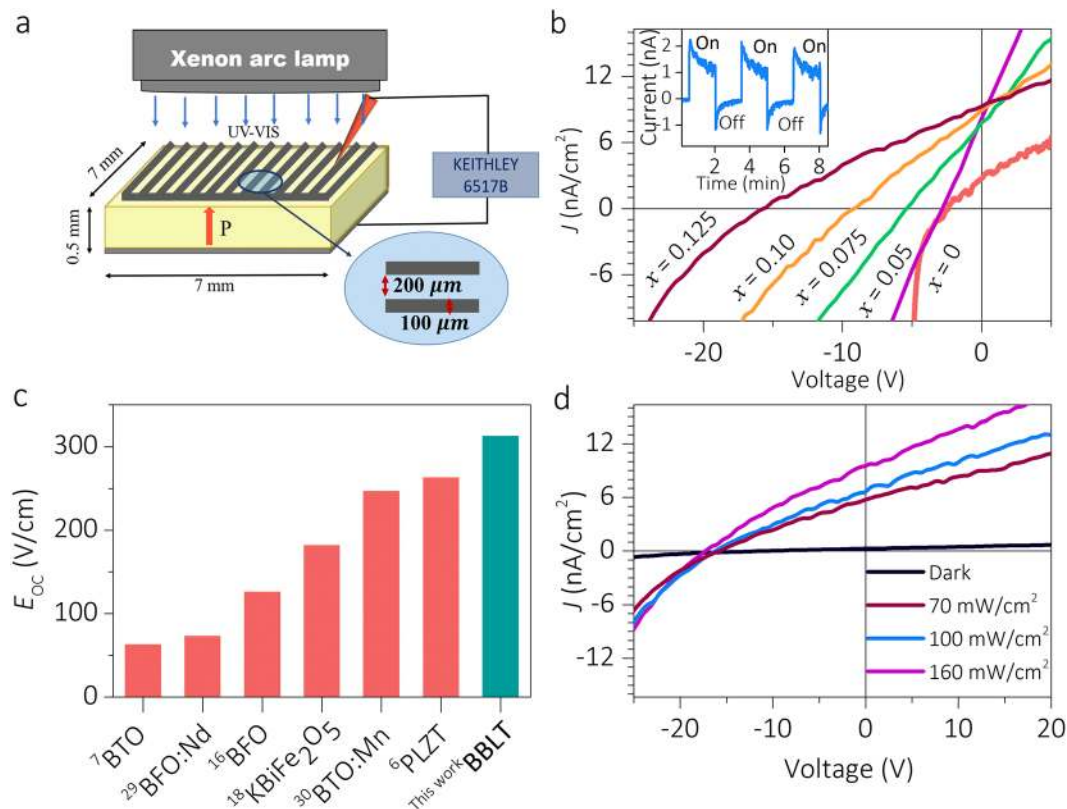 a
Xenon arc lamp
UV-VIS
7 mm
KEITHLEY
6517B
0.5 mm
P
7 mm
200 μm
100 μm
b
J (nA/cm²)
12
6
0
-6
-20
-10
0
Voltage (V)
x = 0.125
x = 0.10
x = 0.075
x = 0.05
x = 0
Current (nA)
2
1
0
1
On
On
On
Off
Off
2
4
6
8
Time (min)
c
E_OC (V/cm)
300
200
100
0
⁷BTO
²⁹BFO:Nd
¹⁶BFO
¹⁸KBiFe₂O₅
³⁰BTO:Mn
⁶PLZT
This work BBLT
d
J (nA/cm²)
12
6
0
-6
-12
Dark
70 mW/cm²
100 mW/cm²
160 mW/cm²
-20
-10
0
10
20
Voltage (V)